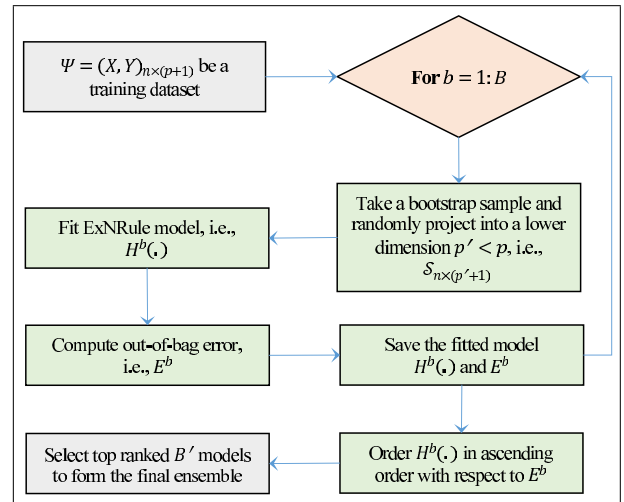 Ψ = (X, Y)ₙ×₍ₚ₊₁₎ be a
training dataset
For b = 1: B
Take a bootstrap sample and
randomly project into a lower
dimension p′ < p, i.e.,
𝒮ₙ×₍ₚ′₊₁₎
Fit ExNRule model, i.e.,
Hᵇ(.)
Compute out-of-bag error,
i.e., Eᵇ
Save the fitted model
Hᵇ(.) and Eᵇ
Order Hᵇ(.) in ascending
order with respect to Eᵇ
Select top ranked B′ models
to form the final ensemble